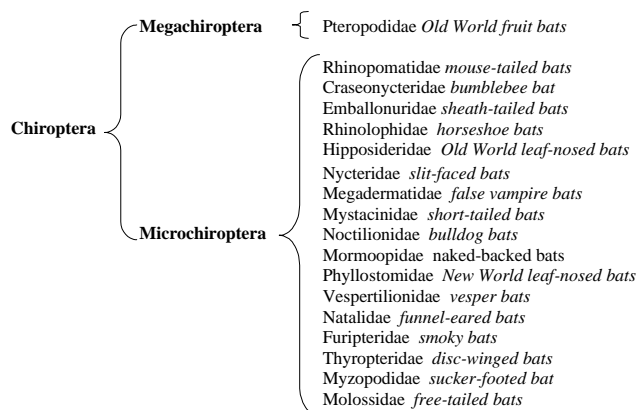 Megachiroptera
Pteropodidae Old World fruit bats
Chiroptera
Microchiroptera
Rhinopomatidae mouse-tailed bats
Craseonycteridae bumblebee bat
Emballonuridae sheath-tailed bats
Rhinolophidae horseshoe bats
Hipposideridae Old World leaf-nosed bats
Nycteridae slit-faced bats
Megadermatidae false vampire bats
Mystacinidae short-tailed bats
Noctilionidae bulldog bats
Mormoopidae naked-backed bats
Phyllostomidae New World leaf-nosed bats
Vespertilionidae vesper bats
Natalidae funnel-eared bats
Furipteridae smoky bats
Thyropteridae disc-winged bats
Myzopodidae sucker-footed bat
Molossidae free-tailed bats